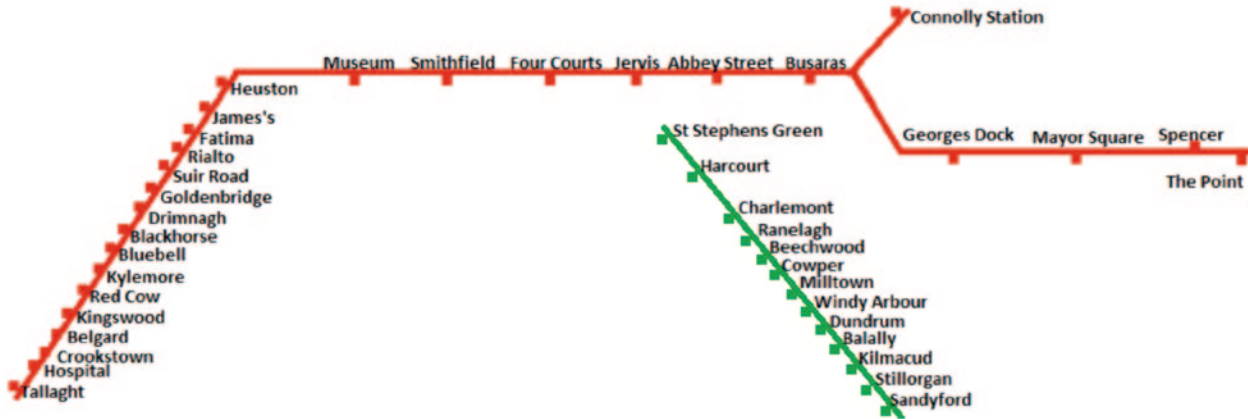 Connolly Station
Museum Smithfield Four Courts Jervis Abbey Street Busaras
Heuston
James's
Fatima
Rialto
Suir Road
Goldenbridge
Drimnagh
Blackhorse
Bluebell
Kylemore
Red Cow
Kingswood
Belgard
Crookstown
Hospital
Tallaght
St Stephens Green
Harcourt
Charlemont
Ranelagh
Beechwood
Cowper
Milltown
Windy Arbour
Dundrum
Balally
Kilmacud
Stillorgan
Sandyford
Georges Dock Mayor Square Spencer
The Point